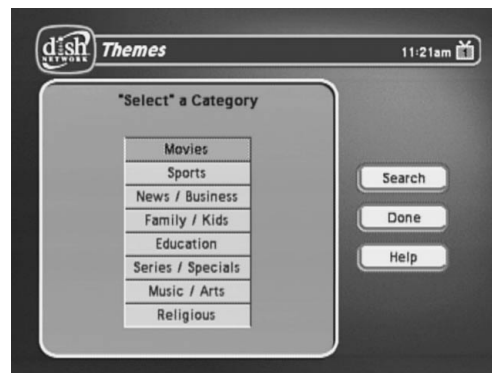 dish
NETWORK
Themes
11:21am
1
"Select" a Category
Movies
Sports
News / Business
Family / Kids
Education
Series / Specials
Music / Arts
Religious
Search
Done
Help